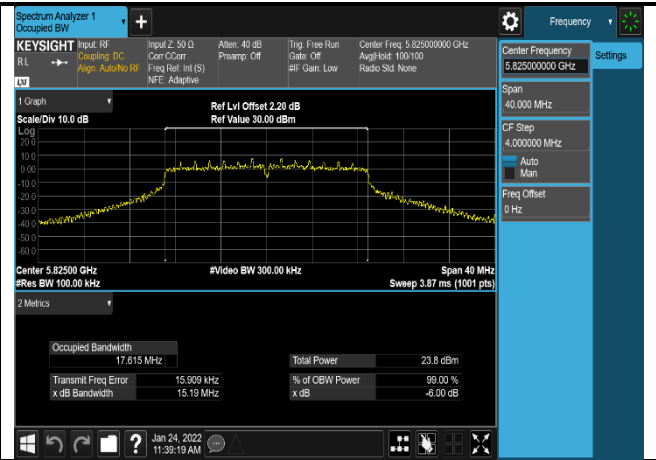 Spectrum Analyzer 1
Occupied BW
+
Frequency
KEYSIGHT
RL
LXI
Input: RF
Coupling: DC
Align: Auto/No RF
Input Z: 50 Ω
Corr CCorr
Freq Ref: Int (S)
NFE: Adaptive
Atten: 40 dB
Preamp: Off
Trig: Free Run
Gate: Off
#IF Gain: Low
Center Freq: 5.825000000 GHz
Avg|Hold: 100/100
Radio Std: None
Center Frequency
5.825000000 GHz
Settings
Span
40.000 MHz
CF Step
4.000000 MHz
Auto
Man
Freq Offset
0 Hz
1 Graph
Scale/Div 10.0 dB
Ref Lvl Offset 2.20 dB
Ref Value 30.00 dBm
Log
20.0
10.0
0.00
-10.0
-20.0
-30.0
-40.0
-50.0
-60.0
Center 5.82500 GHz
#Res BW 100.00 kHz
#Video BW 300.00 kHz
Span 40 MHz
Sweep 3.87 ms (1001 pts)
2 Metrics
Occupied Bandwidth
17.615 MHz
Total Power 23.8 dBm
Transmit Freq Error 15.909 kHz
% of OBW Power 99.00 %
x dB Bandwidth 15.19 MHz
x dB -6.00 dB
?
Jan 24, 2022
11:39:19 AM